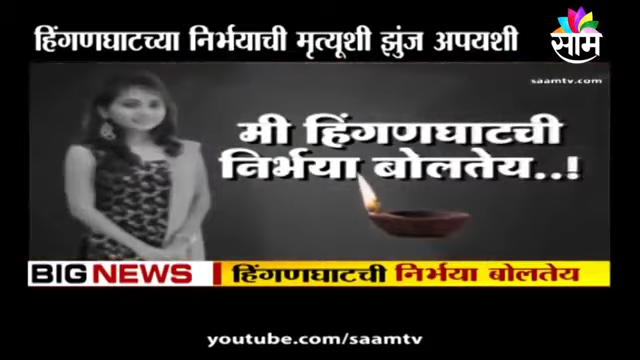 हिंगणघाटच्या निर्भयाची मृत्यूशी झुंज अपयशी
साम
saamtv.com
मी हिंगणघाटची
निर्भया बोलतेय..!
BIG NEWS
हिंगणघाटची निर्भया बोलतेय
youtube.com/saamtv